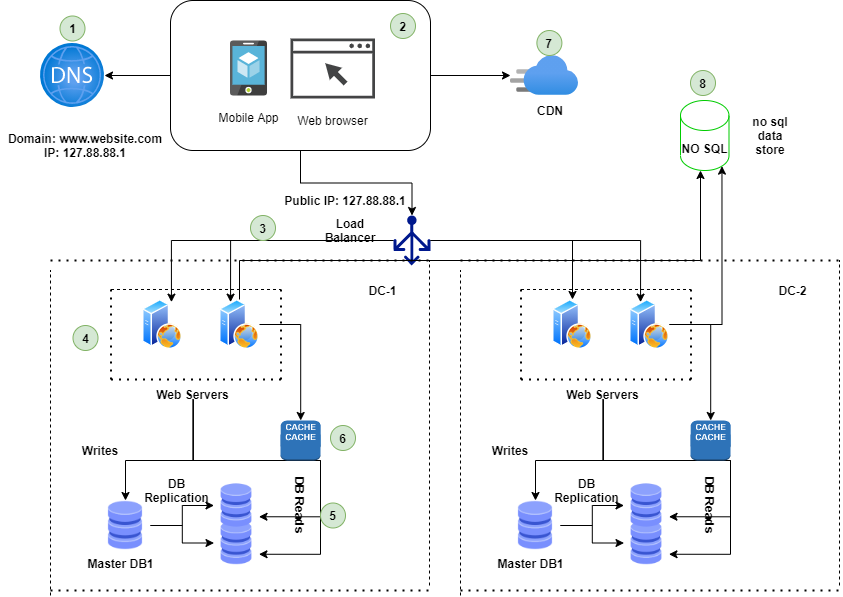 1
DNS
Domain: www.website.com
IP: 127.88.88.1
2
Mobile App
Web browser
7
CDN
8
NO SQL
no sql
data
store
Public IP: 127.88.88.1
3
Load
Balancer
DC-1
4
Web Servers
CACHE
CACHE
6
Writes
DB
Replication
DB Reads
5
Master DB1
DC-2
Web Servers
CACHE
CACHE
Writes
DB
Replication
DB Reads
Master DB1